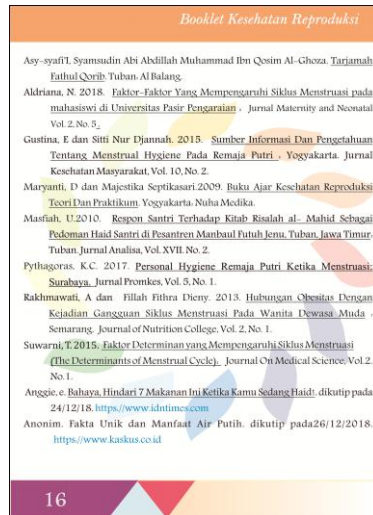 Booklet Kesehatan Reproduksi
Asy-syafi'I, Syamsudin Abi Abdillah Muhammad Ibn Qosim Al-Ghoza. Tarjamah
Fathul Qorib. Tuban. Al Balang.
Aldriana, N. 2018. Faktor-Faktor Yang Mempengaruhi Siklus Menstruasi pada
mahasiswi di Universitas Pasir Pengaraian . Jurnal Maternity and Neonatal
Vol. 2, No. 5.
Gustina, E dan Sitti Nur Djannah. 2015. Sumber Informasi Dan Pengetahuan
Tentang Menstrual Hygiene Pada Remaja Putri . Yogyakarta. Jurnal
Kesehatan Masyarakat, Vol. 10, No. 2.
Maryanti, D dan Majestika Septikasari.2009. Buku Ajar Kesehatan Reproduksi
Teori Dan Praktikum. Yogyakarta. Nuha Medika.
Masfiah, U.2010. Respon Santri Terhadap Kitab Risalah al- Mahid Sebagai
Pedoman Haid Santri di Pesantren Manbaul Futuh Jenu, Tuban, Jawa Timur.
Tuban. Jurnal Analisa, Vol. XVII. No. 2.
Pythagoras, K.C. 2017. Personal Hygiene Remaja Putri Ketika Menstruasi:
Surabaya. Jurnal Promkes, Vol. 5, No. 1.
Rakhmawati, A dan Fillah Fithra Dieny. 2013. Hubungan Obesitas Dengan
Kejadian Gangguan Siklus Menstruasi Pada Wanita Dewasa Muda .
Semarang. Journal of Nutrition College, Vol. 2, No. 1.
Suwarni, T. 2015. Faktor Determinan yang Mempengaruhi Siklus Menstruasi
(The Determinants of Menstrual Cycle). Journal On Medical Science, Vol.2.
No.1.
Anggie, e. Bahaya, Hindari 7 Makanan Ini Ketika Kamu Sedang Haid!. dikutip pada
24/12/18. https://www.idntimes.com
Anonim. Fakta Unik dan Manfaat Air Putih. dikutip pada26/12/2018.
https://www.kaskus.co.id
16